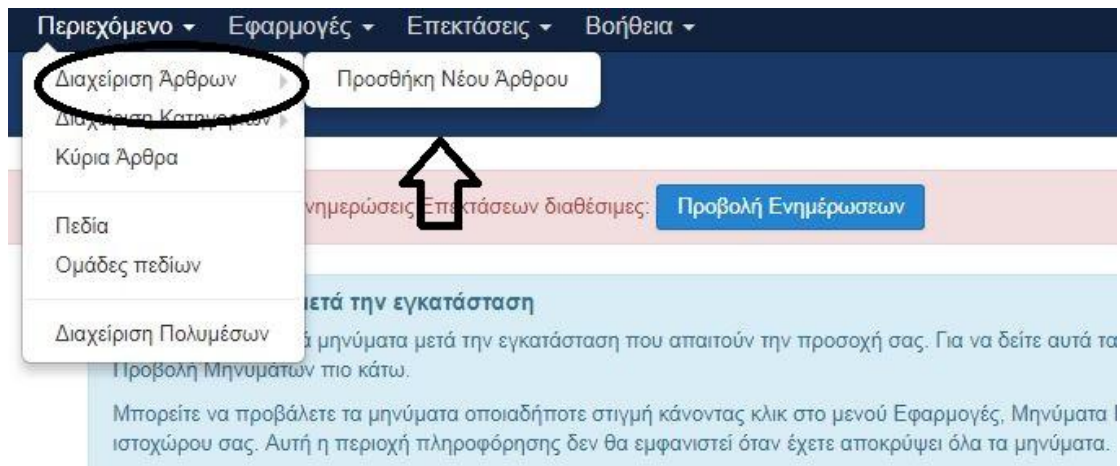 Περιεχόμενο Εφαρμογές Επεκτάσεις Βοήθεια
Διαχείριση Άρθρων Προσθήκη Νέου Άρθρου
Διαχείριση Κατηγοριών
Κύρια Άρθρα
Επεκτάσεων διαθέσιμες: Προβολή Ενημέρωσεων
Πεδία
Ομάδες πεδίων
την εγκατάσταση
Διαχείριση Πολυμέσων
μηνύματα μετά την εγκατάσταση που απαιτούν την προσοχή σας. Για να δείτε αυτά τα
Προβολή Μηνυμάτων πιο κάτω.
Μπορείτε να προβάλετε τα μηνύματα οποιαδήποτε στιγμή κάνοντας κλικ στο μενού Εφαρμογές, Μηνύματα
ιστοχώρου σας. Αυτή η περιοχή πληροφόρησης δεν θα εμφανιστεί όταν έχετε αποκρύψει όλα τα μηνύματα.